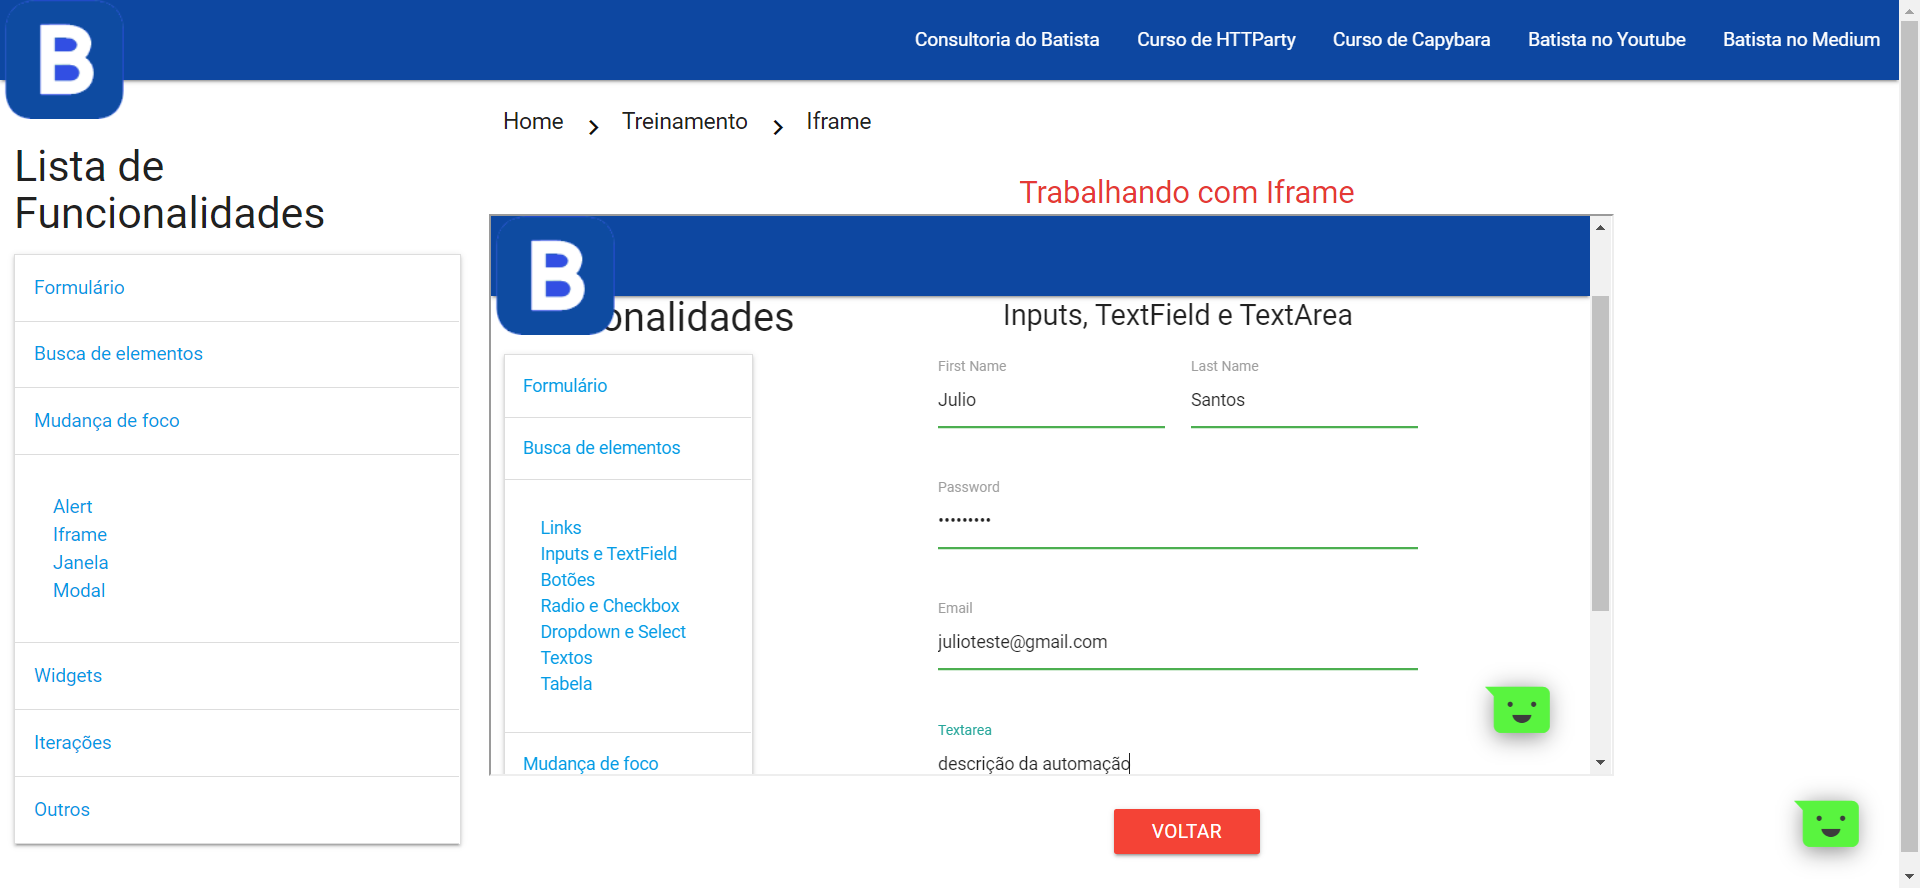 B
Consultoria do Batista
Curso de HTTParty
Curso de Capybara
Batista no Youtube
Batista no Medium
Home
Treinamento
Iframe
Lista de
Funcionalidades
Formulário
Busca de elementos
Mudança de foco
Alert
Iframe
Janela
Modal
Widgets
Iterações
Outros
Trabalhando com Iframe
B
onalidades
Formulário
Busca de elementos
Links
Inputs e TextField
Botões
Radio e Checkbox
Dropdown e Select
Textos
Tabela
Mudança de foco
Inputs, TextField e TextArea
First Name
Last Name
Julio
Santos
Password
•••••••••
Email
julioteste@gmail.com
Textarea
descrição da automação
VOLTAR